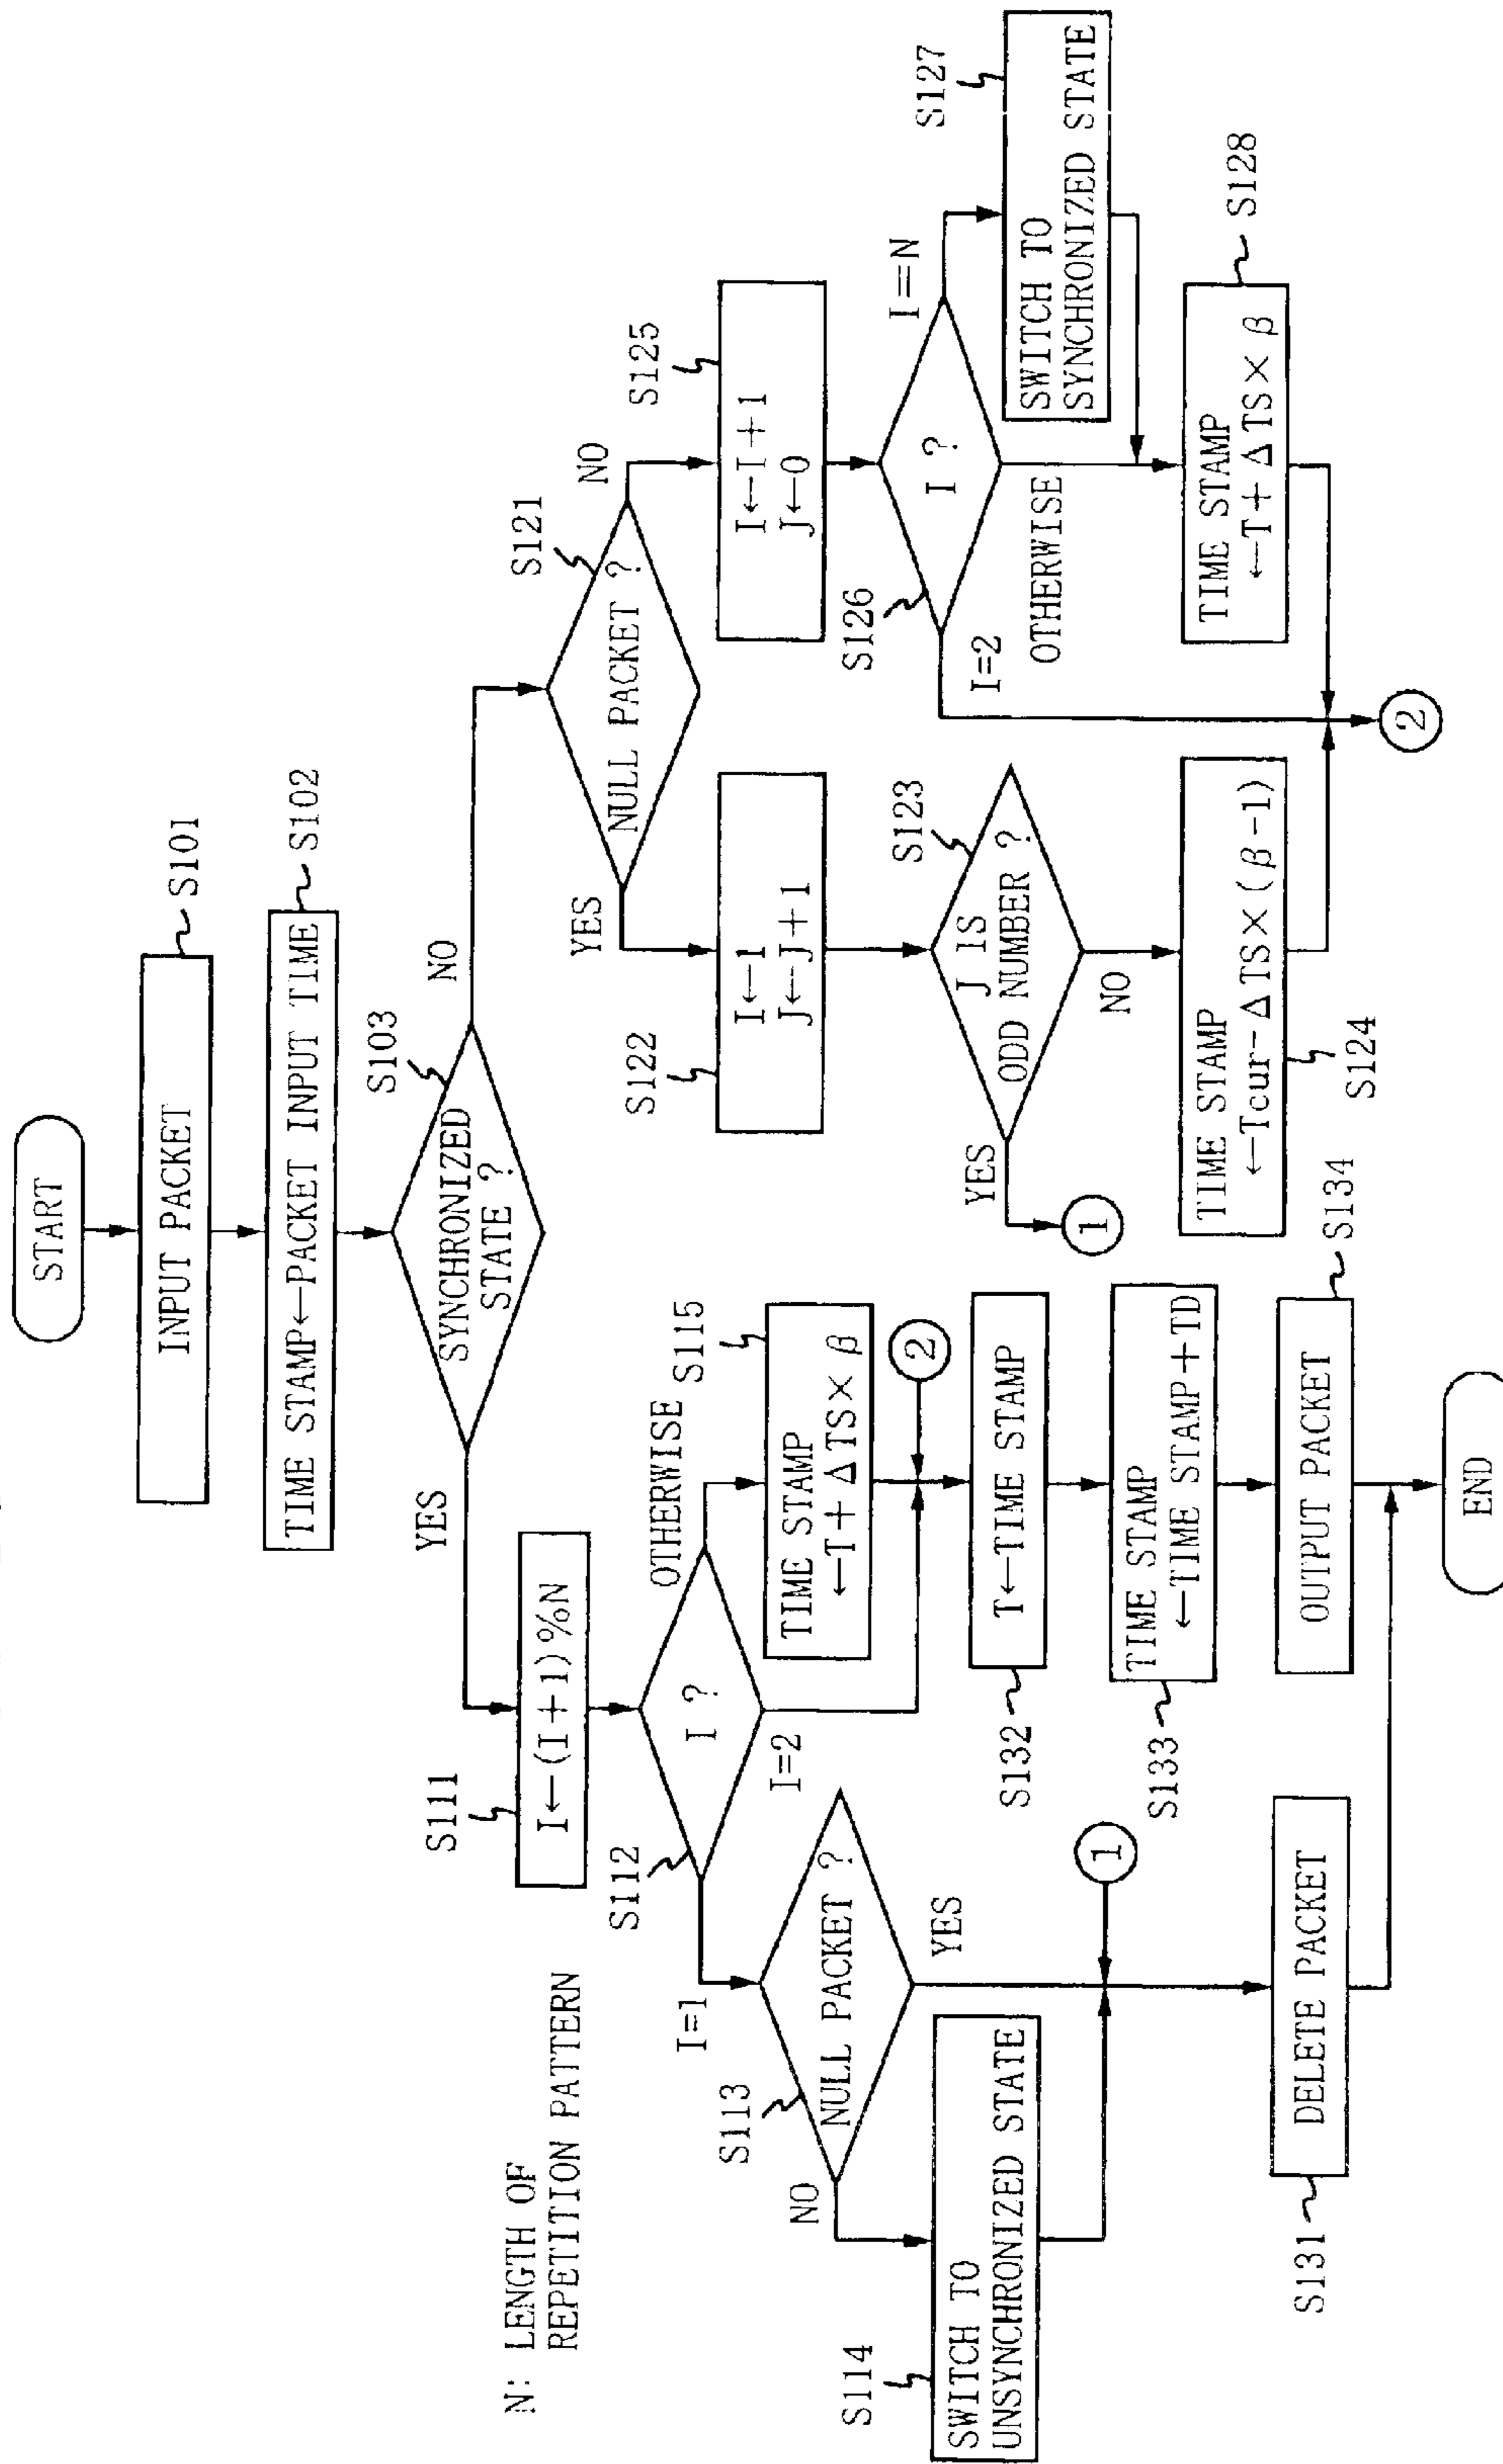 START
INPUT PACKET
S101
TIME STAMP←PACKET INPUT TIME
S102
SYNCHRONIZED
STATE ?
S103
YES
NO
S111
I←(I+1)%N
S112
I ?
I=1
I=2
OTHERWISE
N: LENGTH OF
REPETITION PATTERN
S113
NULL PACKET ?
NO
YES
S114
SWITCH TO
UNSYNCHRONIZED STATE
1
S131
DELETE PACKET
S115
TIME STAMP
←T+ΔTS×β
2
S132
T←TIME STAMP
S133
TIME STAMP
←TIME STAMP+TD
S134
OUTPUT PACKET
END
S121
NULL PACKET ?
YES
NO
S122
I←1
J←J+1
S123
J IS
ODD NUMBER ?
YES
NO
1
TIME STAMP
←Tcur-ΔTS×(β-1)
S124
S125
I←I+1
J←0
S126
I ?
I=2
OTHERWISE
I=N
S127
SWITCH TO
SYNCHRONIZED STATE
TIME STAMP
←T+ΔTS×β
S128
2